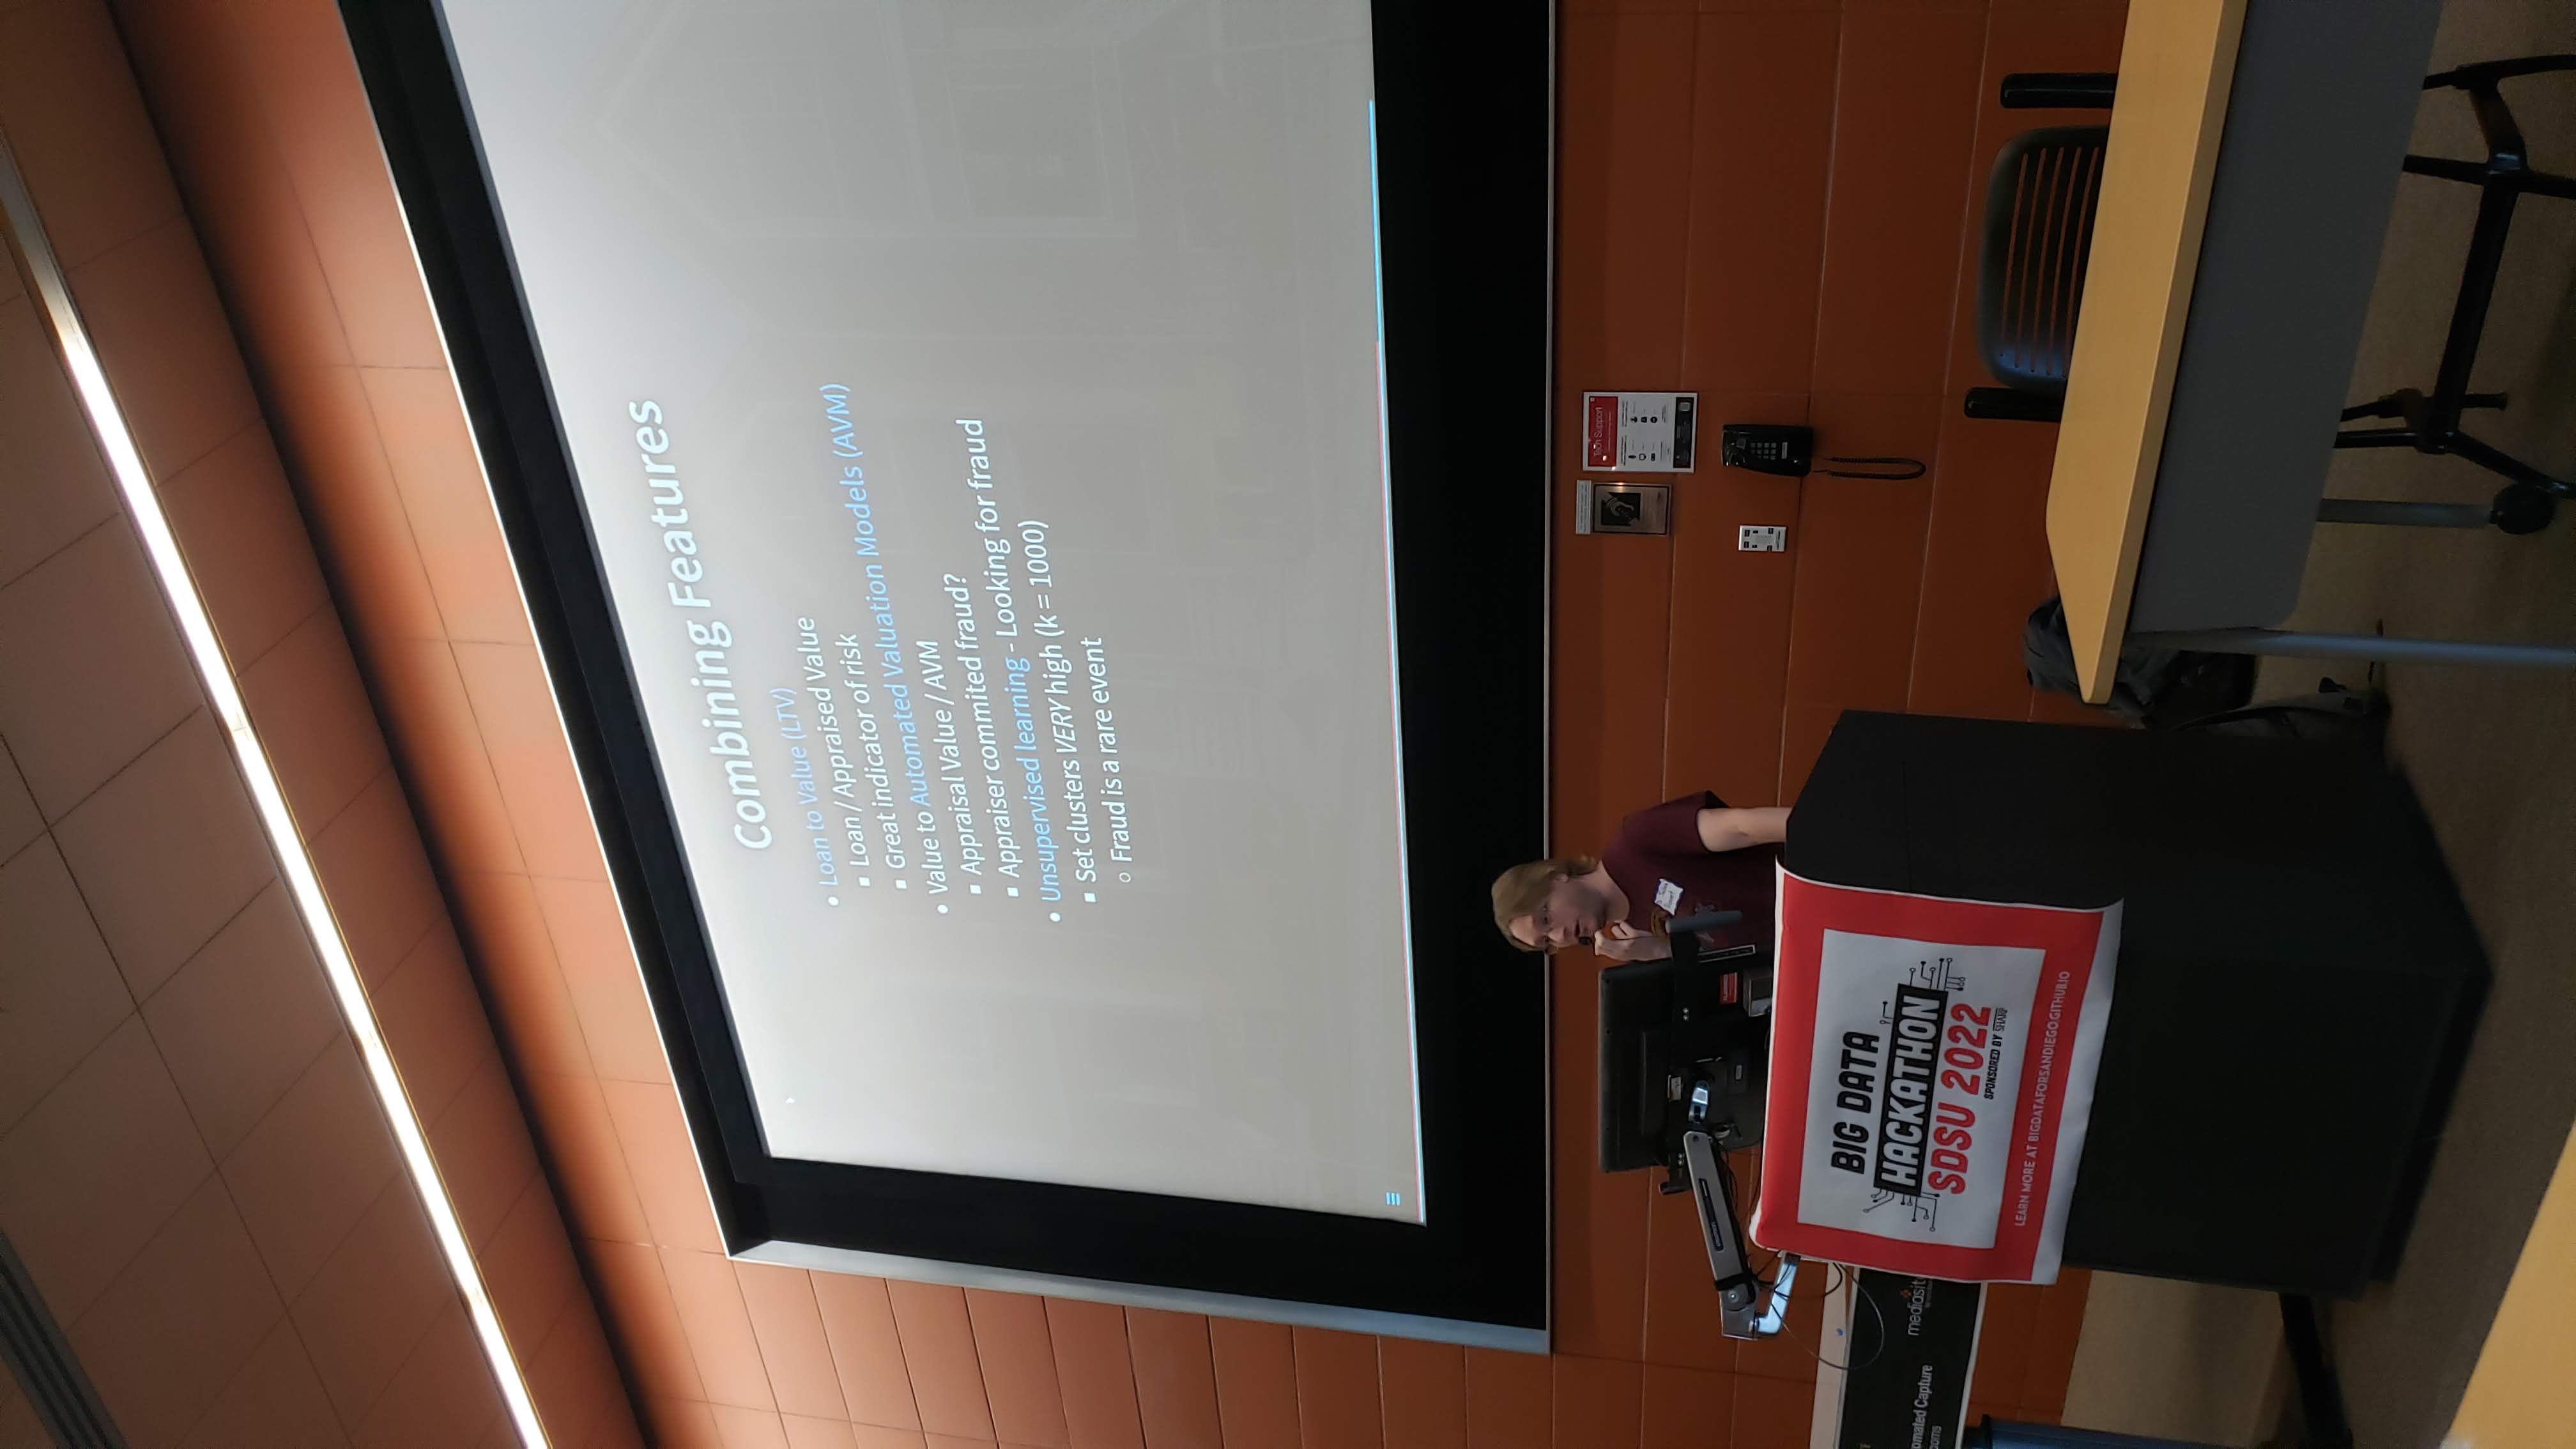 Combining Features
Loan to Value (LTV)
Loan / Appraised Value
Great indicator of risk
Value to Automated Valuation Models (AVM)
Appraisal Value / AVM
Appraiser commited fraud?
Unsupervised learning - Looking for fraud
Set clusters VERY high (k = 1000)
Fraud is a rare event
Tech Support
BIG DATA
HACKATHON
SDSU 2022
SPONSORED BY SHARP
LEARN MORE AT BIGDATAFORSANDIEGO.GITHUB.IO
mediasit
omated Capture
ooms